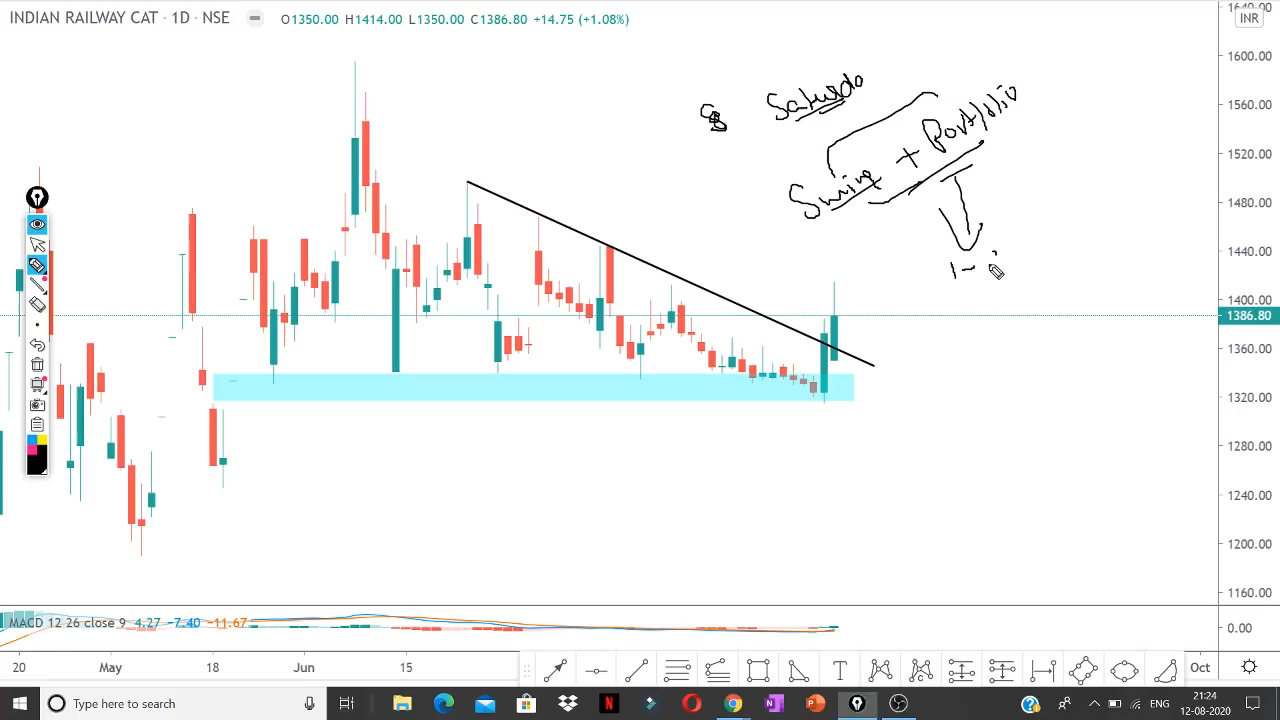 INDIAN RAILWAY CAT · 1D · NSE
O1350.00 H1414.00 L1350.00 C1386.80 +14.75 (+1.08%)
1640.00
INR
1600.00
1560.00
1520.00
1480.00
1440.00
1400.00
1386.80
1360.00
1320.00
1280.00
1240.00
1200.00
1160.00
+ Portfolio
MACD 12 26 close 9 4.27 -7.40 -11.67
0.00
20 May 18 Jun 15 Oct
T
Type here to search
ENG
21:24
12-08-2020